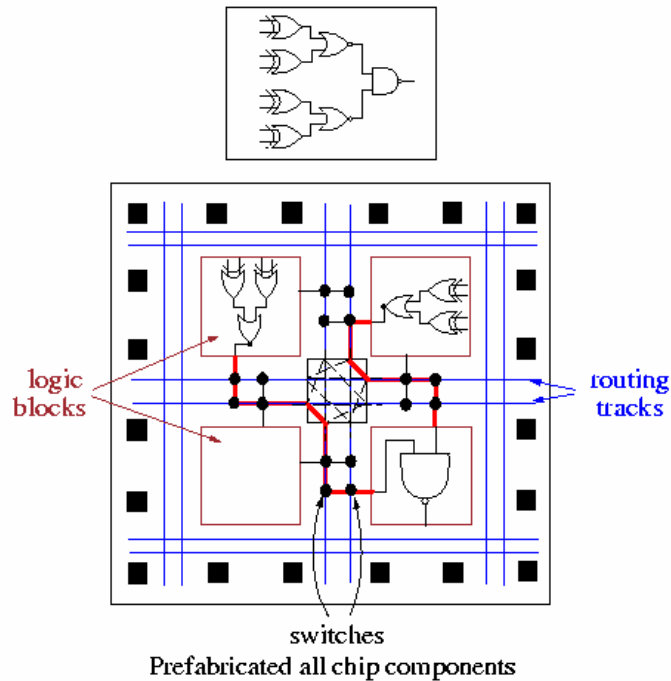 logic
blocks
routing
tracks
switches
Prefabricated all chip components